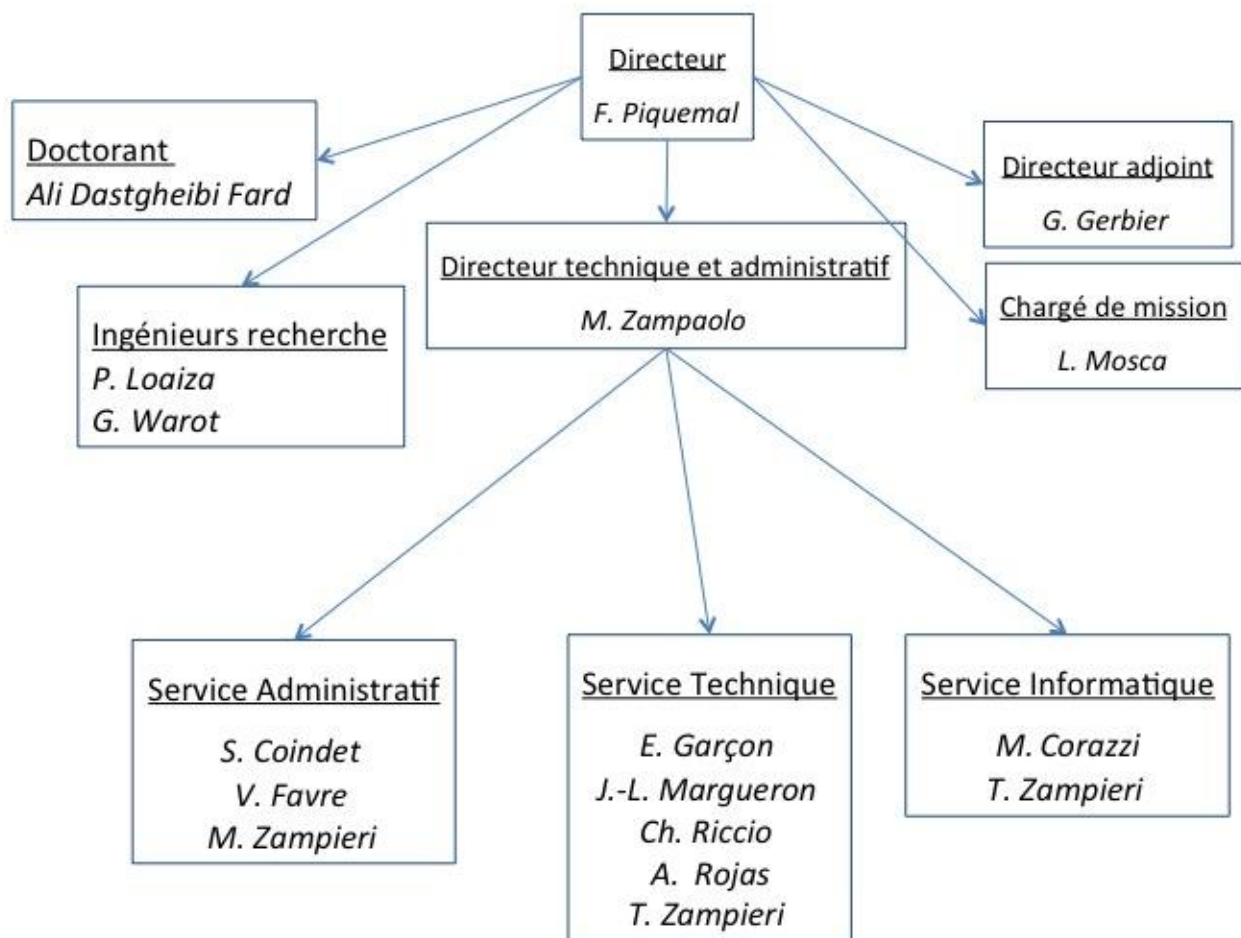 Directeur
F. Piquemal
Doctorant
Ali Dastgheibi Fard
Directeur adjoint
G. Gerbier
Directeur technique et administratif
M. Zampaolo
Chargé de mission
L. Mosca
Ingénieurs recherche
P. Loaiza
G. Warot
Service Administratif
S. Coindet
V. Favre
M. Zampieri
Service Technique
E. Garçon
J.-L. Margueron
Ch. Riccio
A. Rojas
T. Zampieri
Service Informatique
M. Corazzi
T. Zampieri